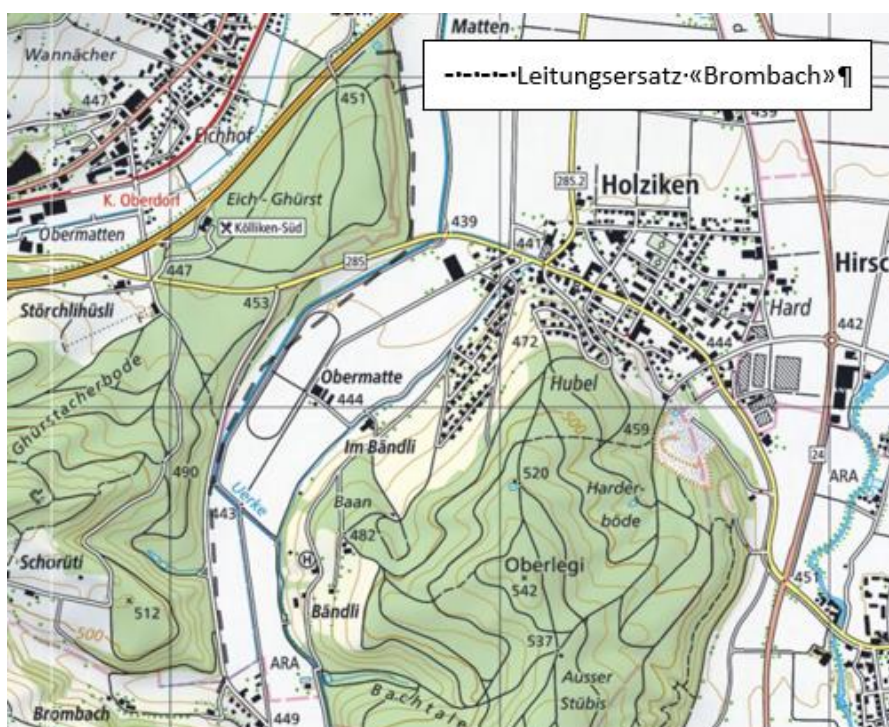 Matten
Wannächer
Leitungsersatz «Brombach»¶
447
451
439
Eichhof
285.2
Holziken
K. Oberdorf
Eich-Ghürst
Kölliken-Süd
Obermatten
439
441
Hirsc
447
285
453
Störchlihüsli
Hard
472
444
442
Obermatte
444
Hubel
Ghürstacherbode
Im Bändli
500
459
24
490
520
ARA
Uerke
Baan
Harder-
böde
443
482
Schorüti
H
Oberlegi
451
512
542
Bändli
500
537
ARA
Ausser
Stübis
Bachtale
Brombach
449